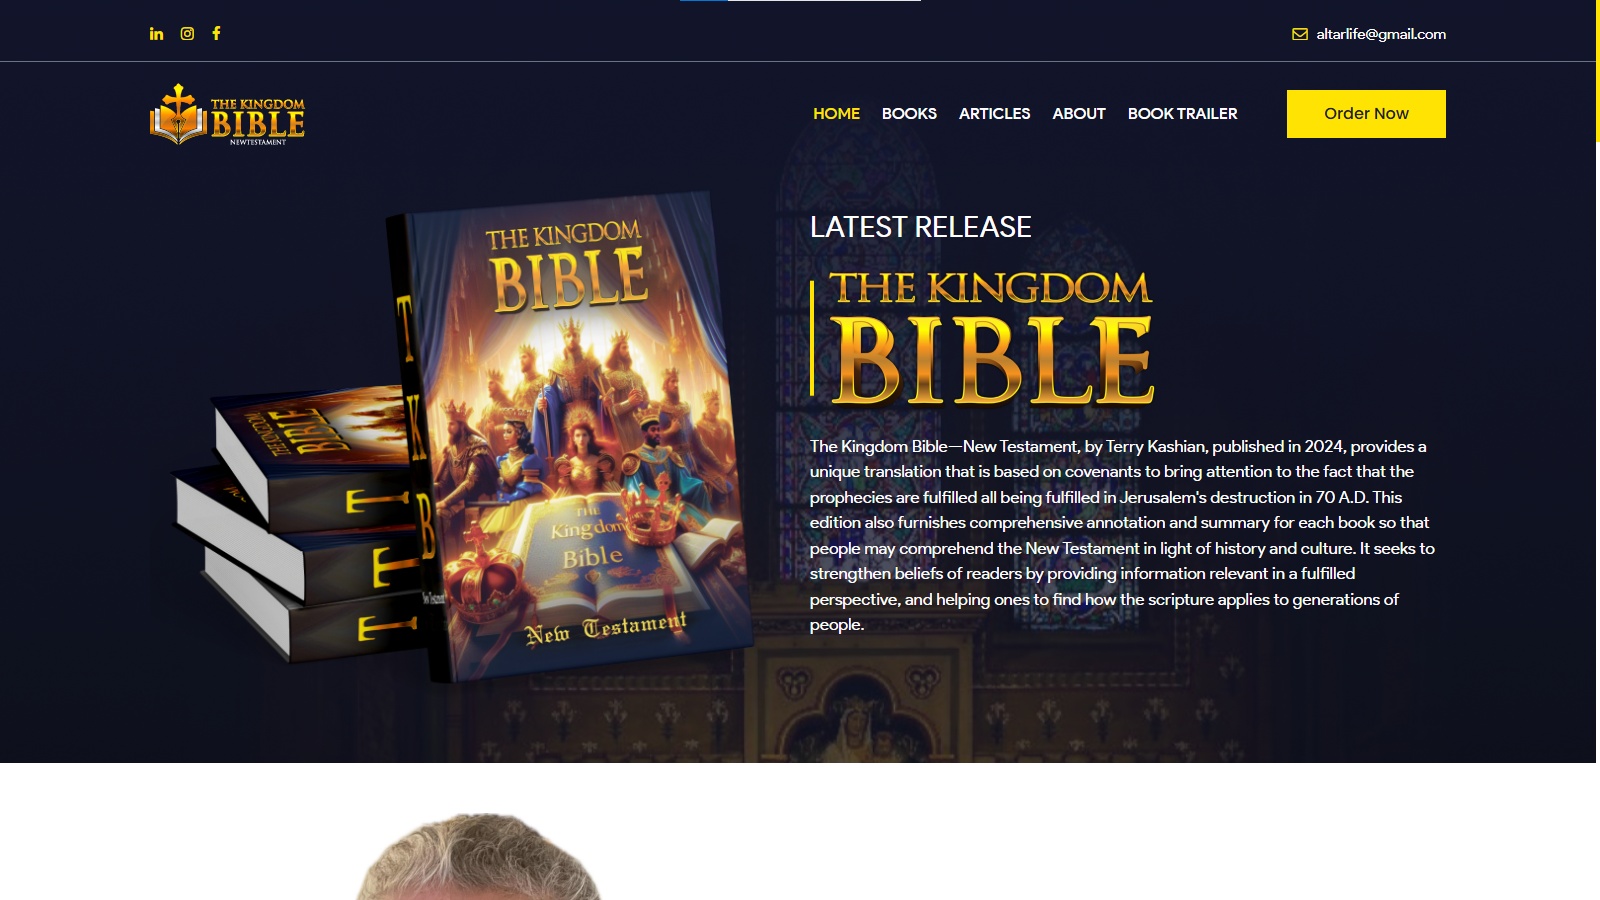 altarlife@gmail.com
THE KINGDOM
BIBLE
NEWTESTAMENT
HOME BOOKS ARTICLES ABOUT BOOK TRAILER Order Now
LATEST RELEASE
THE KINGDOM
BIBLE
The Kingdom Bible—New Testament, by Terry Kashian, published in 2024, provides a
unique translation that is based on covenants to bring attention to the fact that the
prophecies are fulfilled all being fulfilled in Jerusalem's destruction in 70 A.D. This
edition also furnishes comprehensive annotation and summary for each book so that
people may comprehend the New Testament in light of history and culture. It seeks to
strengthen beliefs of readers by providing information relevant in a fulfilled
perspective, and helping ones to find how the scripture applies to generations of
people.
THE KINGDOM
BIBLE
The
Kingdom
Bible
New Testament
T
K
B
BIBLE
T
T
T